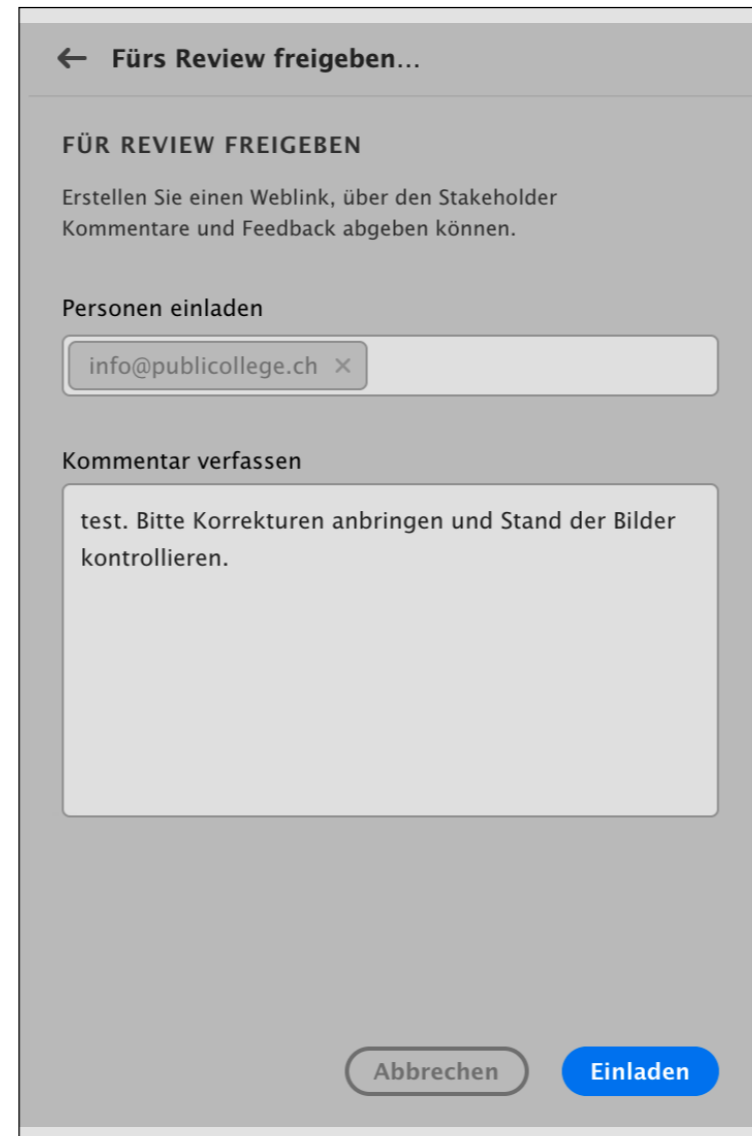 Fürs Review freigeben...
FÜR REVIEW FREIGEBEN
Erstellen Sie einen Weblink, über den Stakeholder
Kommentare und Feedback abgeben können.
Personen einladen
info@publicollege.ch ×
Kommentar verfassen
test. Bitte Korrekturen anbringen und Stand der Bilder
kontrollieren.
Abbrechen Einladen